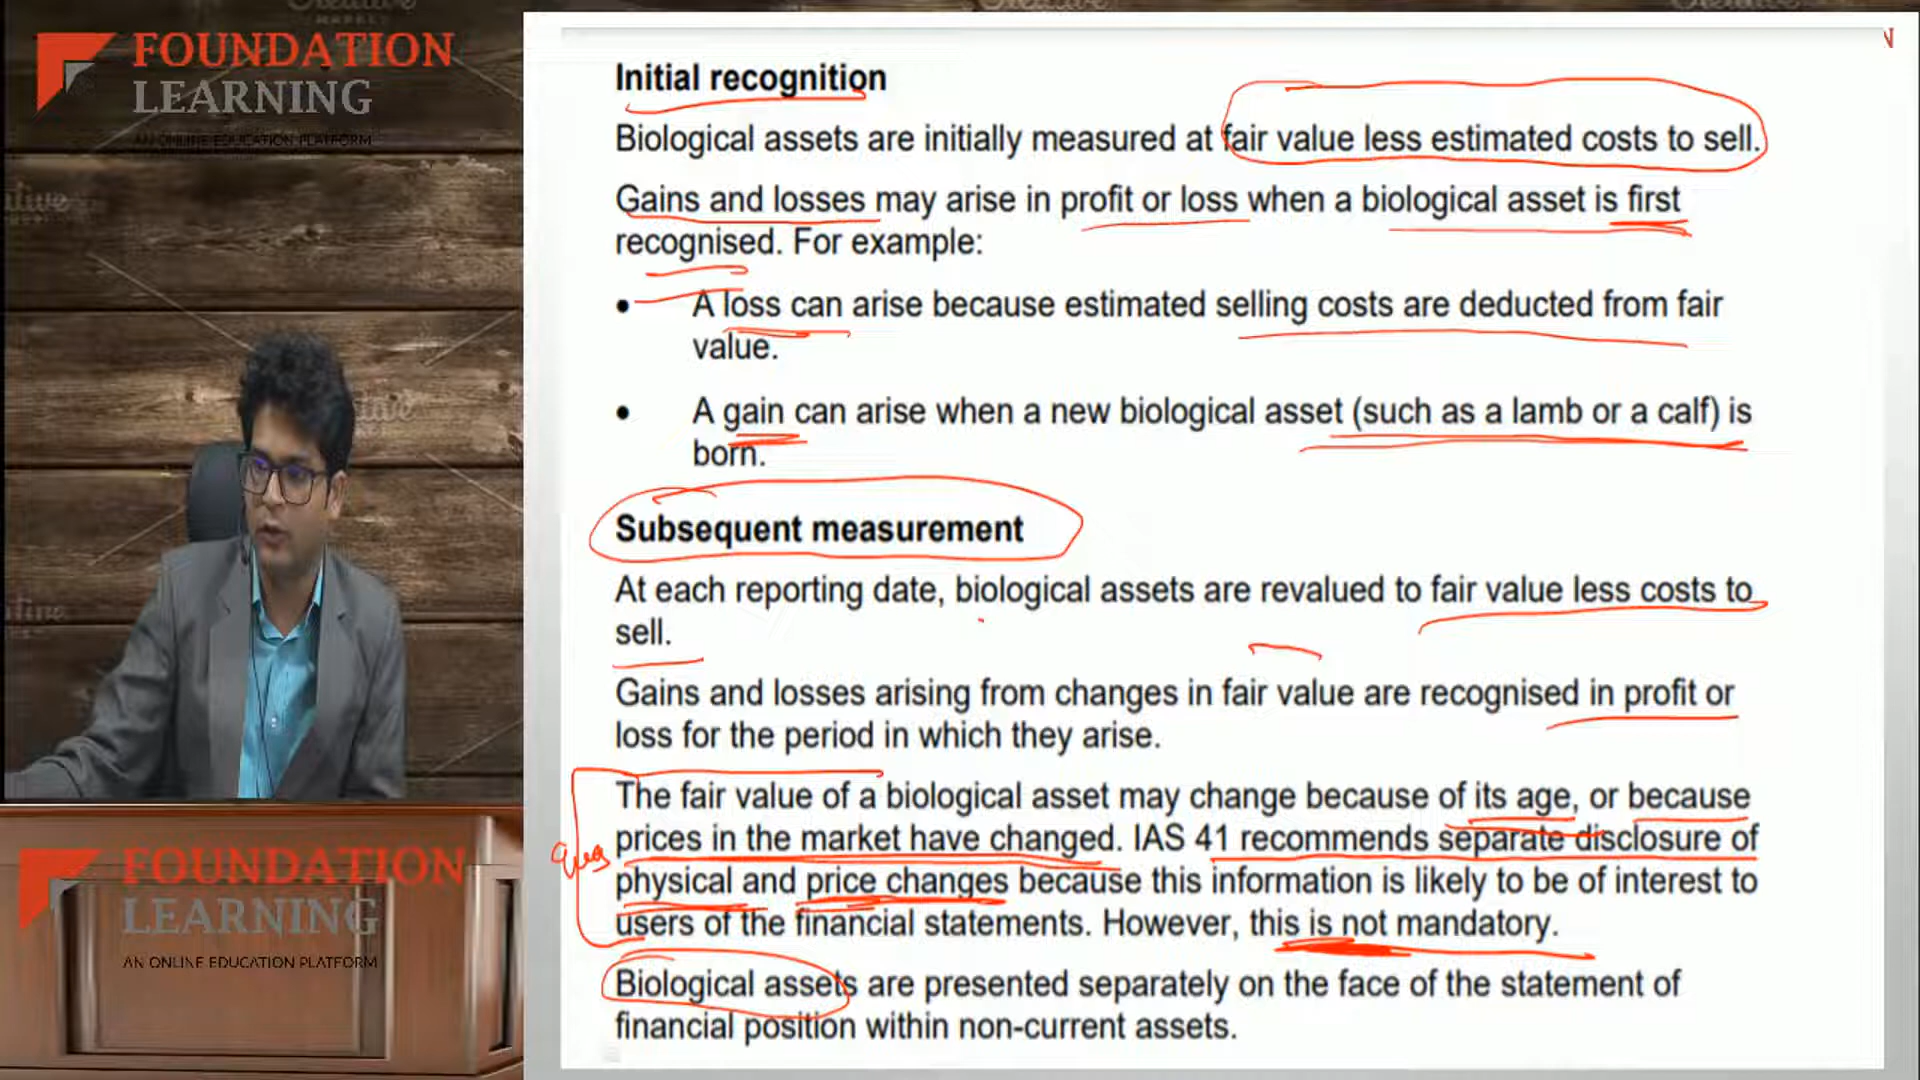 FOUNDATION
LEARNING
AN ONLINE EDUCATION PLATFORM
Initial recognition
Biological assets are initially measured at fair value less estimated costs to sell.
Gains and losses may arise in profit or loss when a biological asset is first
recognised. For example:
• A loss can arise because estimated selling costs are deducted from fair
value.
• A gain can arise when a new biological asset (such as a lamb or a calf) is
born.
Subsequent measurement
At each reporting date, biological assets are revalued to fair value less costs to
sell.
Gains and losses arising from changes in fair value are recognised in profit or
loss for the period in which they arise.
The fair value of a biological asset may change because of its age, or because
prices in the market have changed. IAS 41 recommends separate disclosure of
physical and price changes because this information is likely to be of interest to
users of the financial statements. However, this is not mandatory.
Biological assets are presented separately on the face of the statement of
financial position within non-current assets.
FOUNDATION
LEARNING
AN ONLINE EDUCATION PLATFORM
N